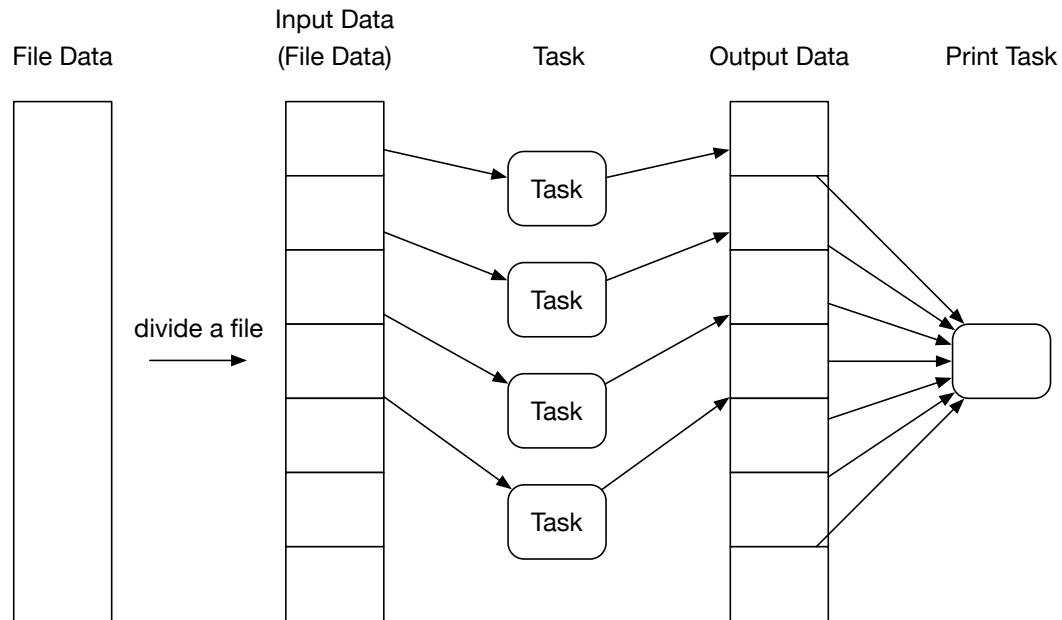 File Data
Input Data
(File Data)
Task
Output Data
Print Task
divide a file
Task
Task
Task
Task